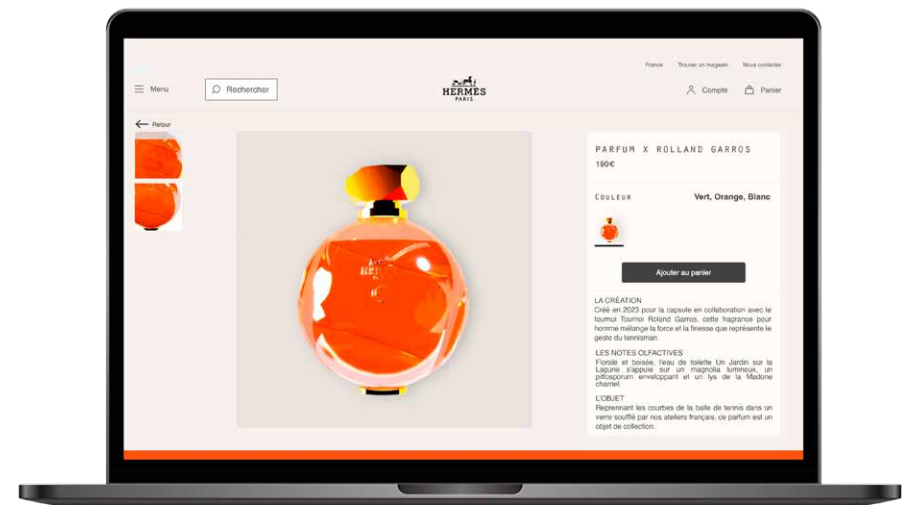 France Trouver un magasin Nous contacter
Menu Rechercher HERMÈS Compte Panier
PARIS
Retour
PARFUM X ROLLAND GARROS
190€
COULEUR Vert, Orange, Blanc
Ajouter au panier
LA CRÉATION
Créé en 2023 pour la capsule en collaboration avec le
tournoi Tournoi Roland Garros, cette fragrance pour
homme mélange la force et la finesse que représente le
geste du tennisman.
LES NOTES OLFACTIVES
Florale et boisée, l'eau de toilette Un Jardin sur la
Lagune s'appuie sur un magnolia lumineux, un
pittosporum enveloppant et un lys de la Madone
charnel
L'OBJET
Reprennant les courbes de la balle de tennis dans un
verre soufflé par nos ateliers français, ce parfum est un
objet de collection.